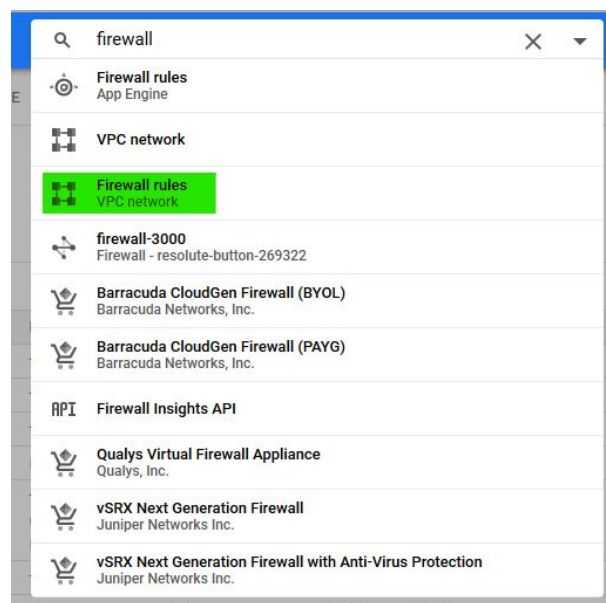 firewall
Firewall rules
App Engine
E
VPC network
Firewall rules
VPC network
firewall-3000
Firewall - resolute-button-269322
Barracuda CloudGen Firewall (BYOL)
Barracuda Networks, Inc.
Barracuda CloudGen Firewall (PAYG)
Barracuda Networks, Inc.
API Firewall Insights API
Qualys Virtual Firewall Appliance
Qualys, Inc.
vSRX Next Generation Firewall
Juniper Networks Inc.
vSRX Next Generation Firewall with Anti-Virus Protection
Juniper Networks Inc.